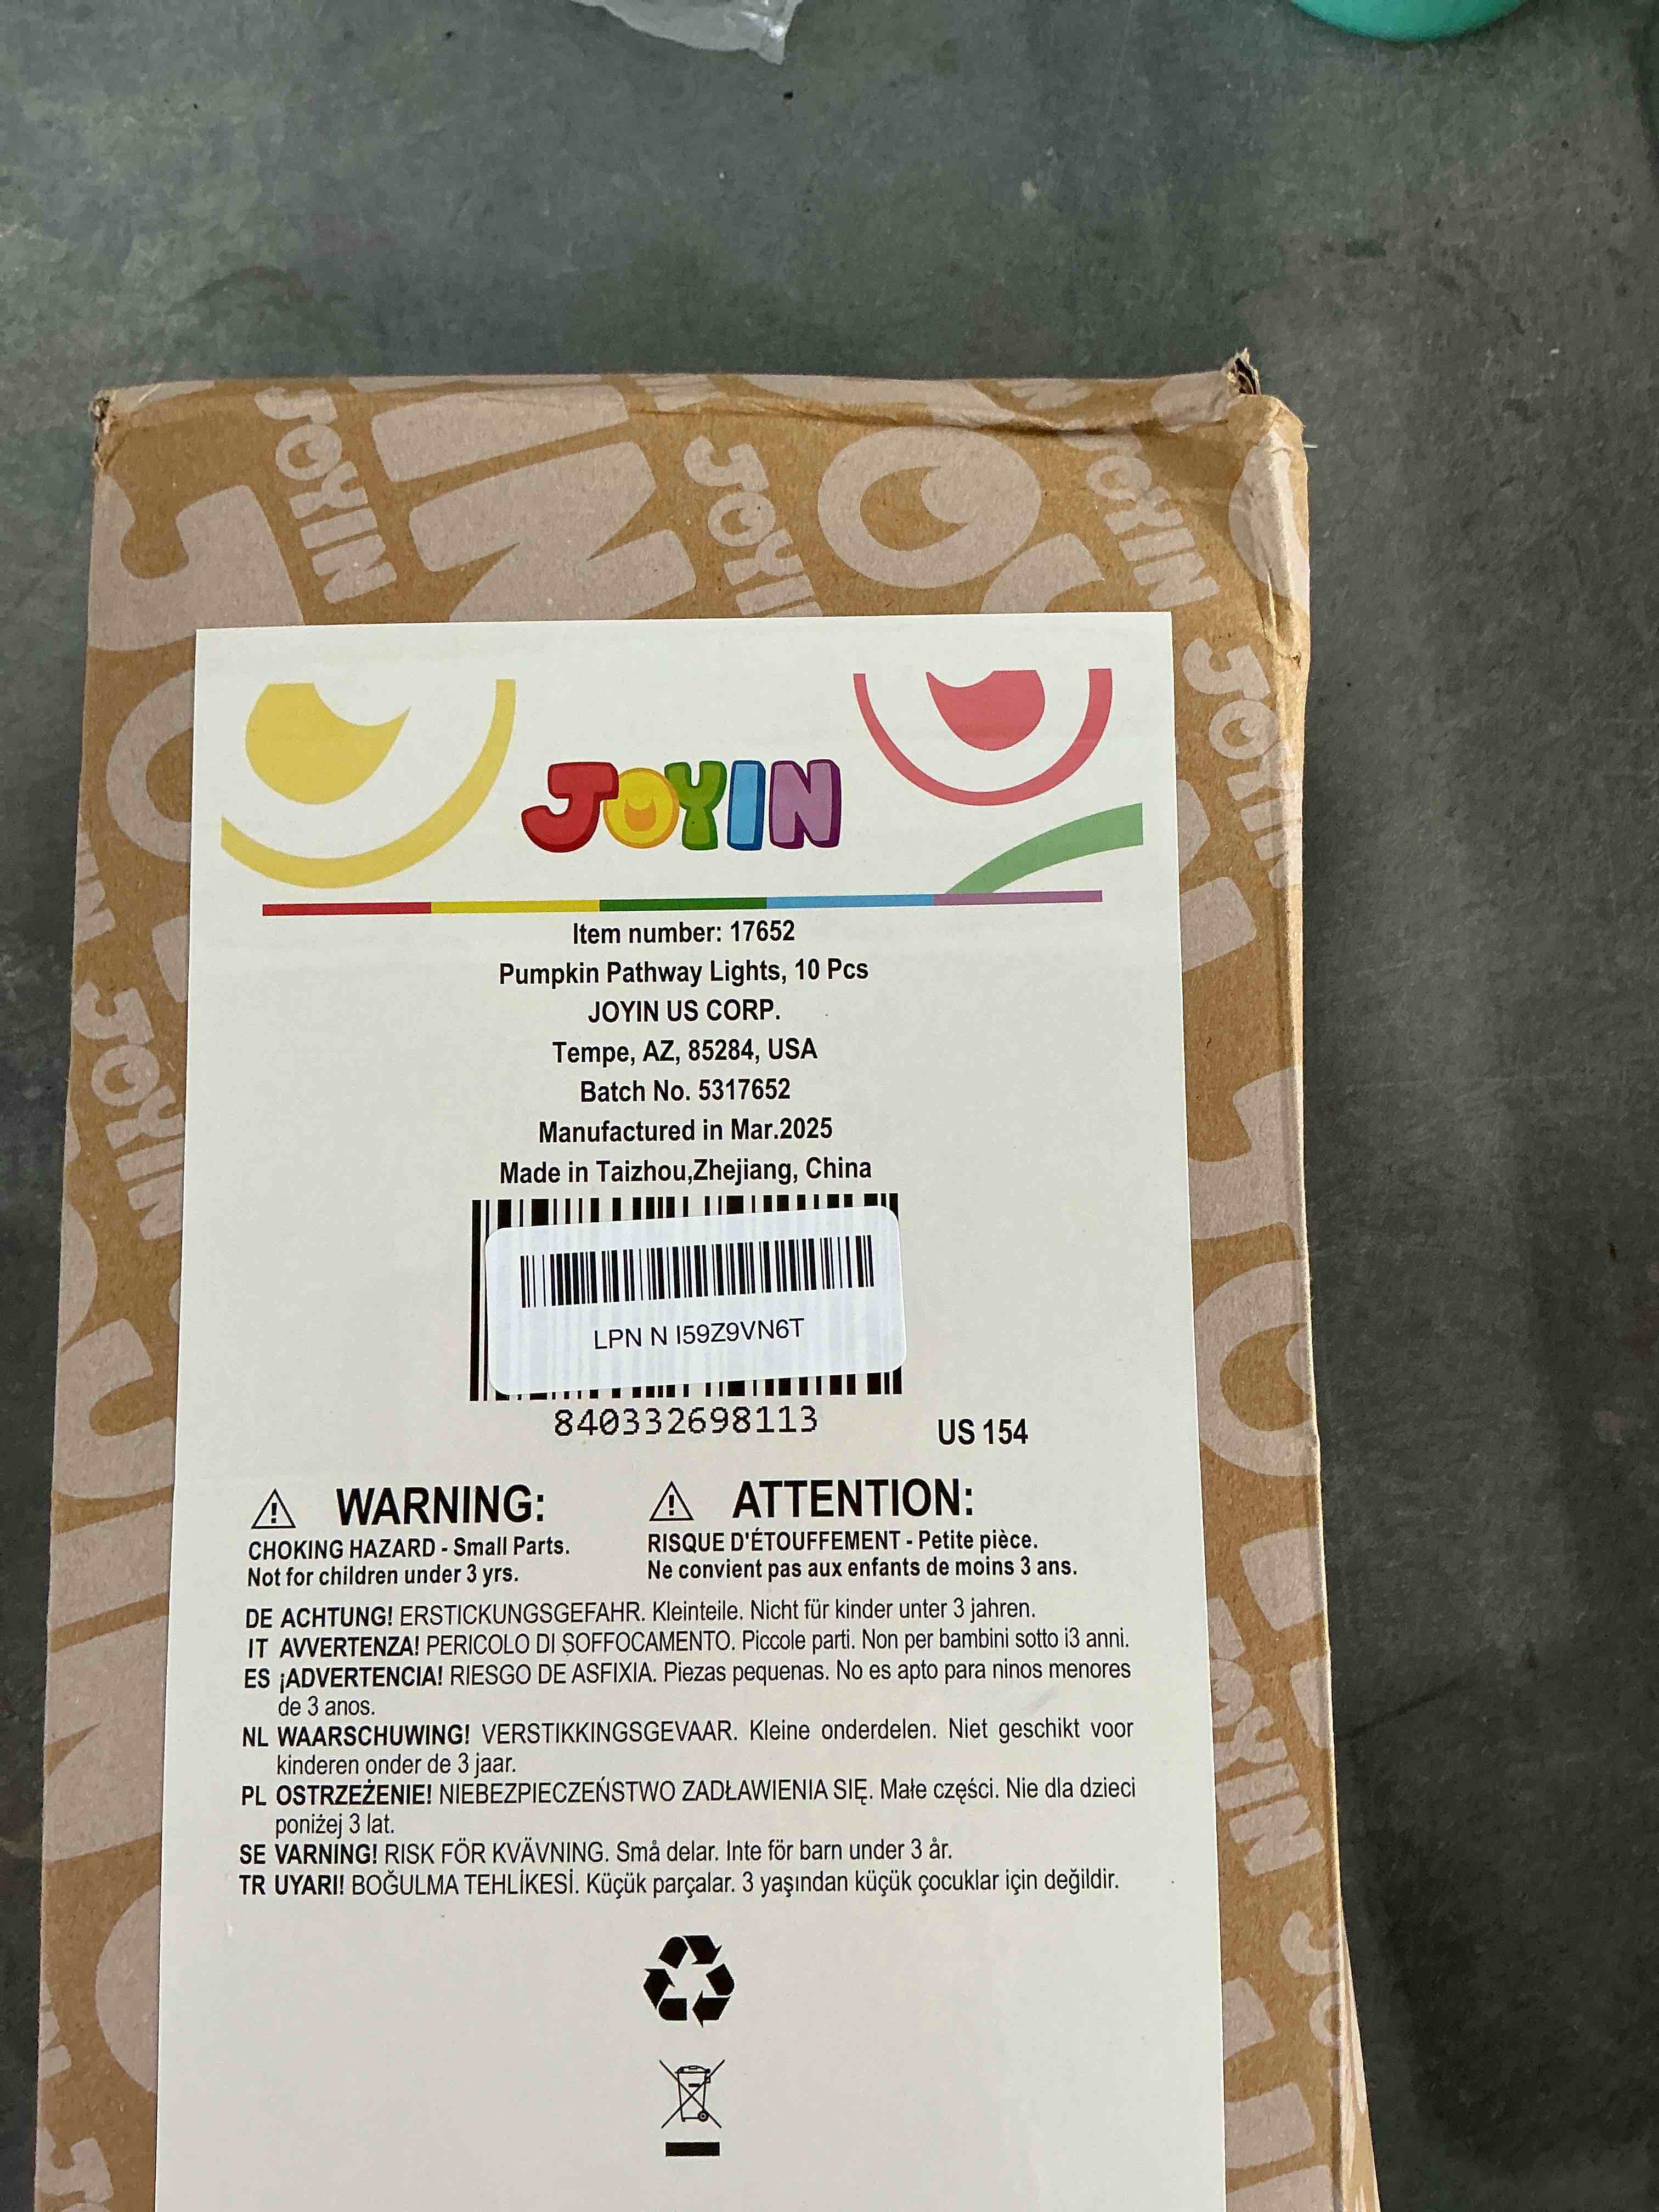 JOYIN
Item number: 17652
Pumpkin Pathway Lights, 10 Pcs
JOYIN US CORP.
Tempe, AZ, 85284, USA
Batch No. 5317652
Manufactured in Mar.2025
Made in Taizhou,Zhejiang, China
LPN N I59Z9VN6T
840332698113
US 154
WARNING:
CHOKING HAZARD - Small Parts.
Not for children under 3 yrs.
ATTENTION:
RISQUE D'ÉTOUFFEMENT - Petite pièce.
Ne convient pas aux enfants de moins 3 ans.
DE ACHTUNG! ERSTICKUNGSGEFAHR. Kleinteile. Nicht für kinder unter 3 jahren.
IT AVVERTENZA! PERICOLO DI SOFFOCAMENTO. Piccole parti. Non per bambini sotto i3 anni.
ES ¡ADVERTENCIA! RIESGO DE ASFIXIA. Piezas pequenas. No es apto para ninos menores
de 3 anos.
NL WAARSCHUWING! VERSTIKKINGSGEVAAR. Kleine onderdelen. Niet geschikt voor
kinderen onder de 3 jaar.
PL OSTRZEŻENIE! NIEBEZPIECZEŃSTWO ZADŁAWIENIA SIĘ. Małe części. Nie dla dzieci
poniżej 3 lat.
SE VARNING! RISK FÖR KVÄVNING. Små delar. Inte för barn under 3 år.
TR UYARI! BOĞULMA TEHLİKESİ. Küçük parçalar. 3 yaşından küçük çocuklar için değildir.
JOYIN
JOYIN
JOYIN
JOYIN
JOYIN
JOYIN